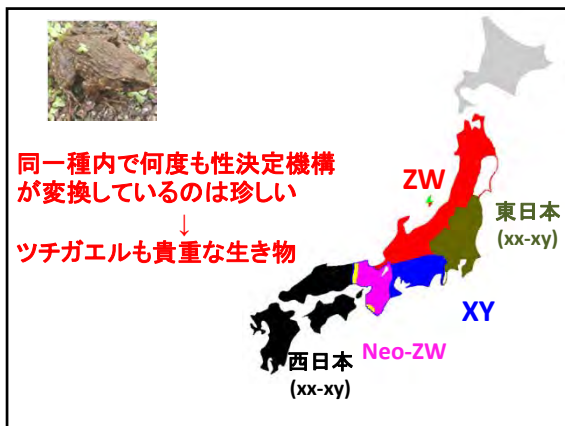 同一種内で何度も性決定機構
が変換しているのは珍しい
↓
ツチガエルも貴重な生き物
ZW
東日本
(xx-xy)
XY
Neo-ZW
西日本
(xx-xy)